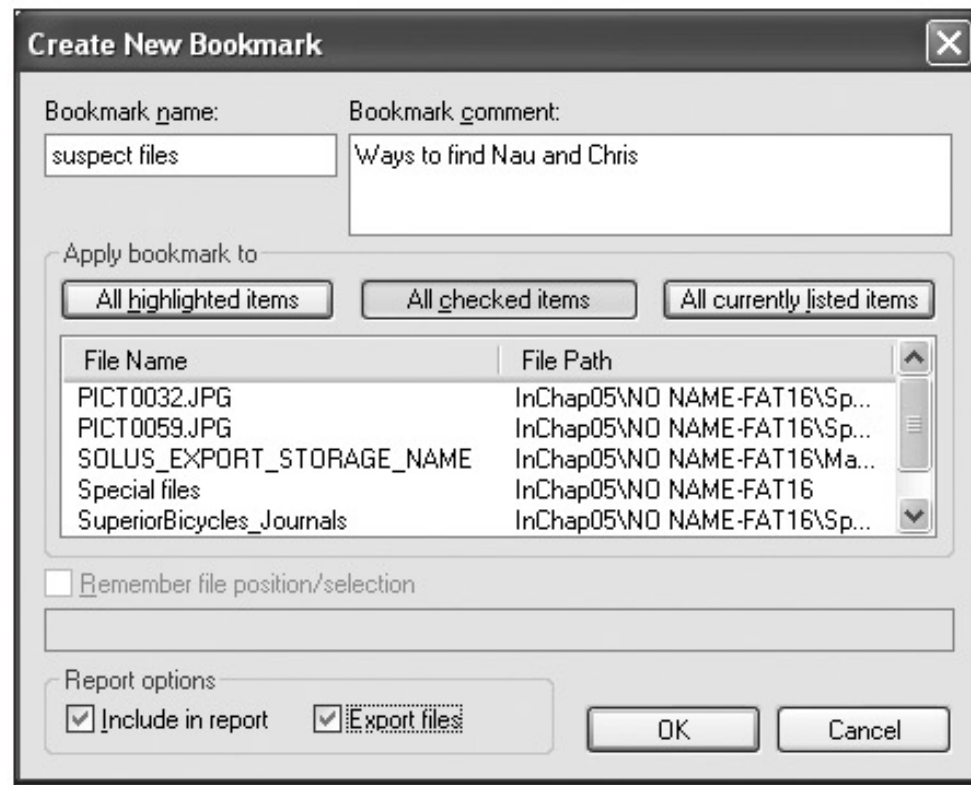 Create New Bookmark
Bookmark name:
Bookmark comment:
suspect files
Ways to find Nau and Chris
Apply bookmark to
All highlighted items
All checked items
All currently listed items
File Name
File Path
PICT0032.JPG
InChap05\NO NAME-FAT16\Sp...
PICT0059.JPG
InChap05\NO NAME-FAT16\Sp...
SOLUS_EXPORT_STORAGE_NAME
InChap05\NO NAME-FAT16\Ma...
Special files
InChap05\NO NAME-FAT16
SuperiorBicycles_Journals
InChap05\NO NAME-FAT16\Sp...
Remember file position/selection
Report options
Include in report
Export files
OK
Cancel